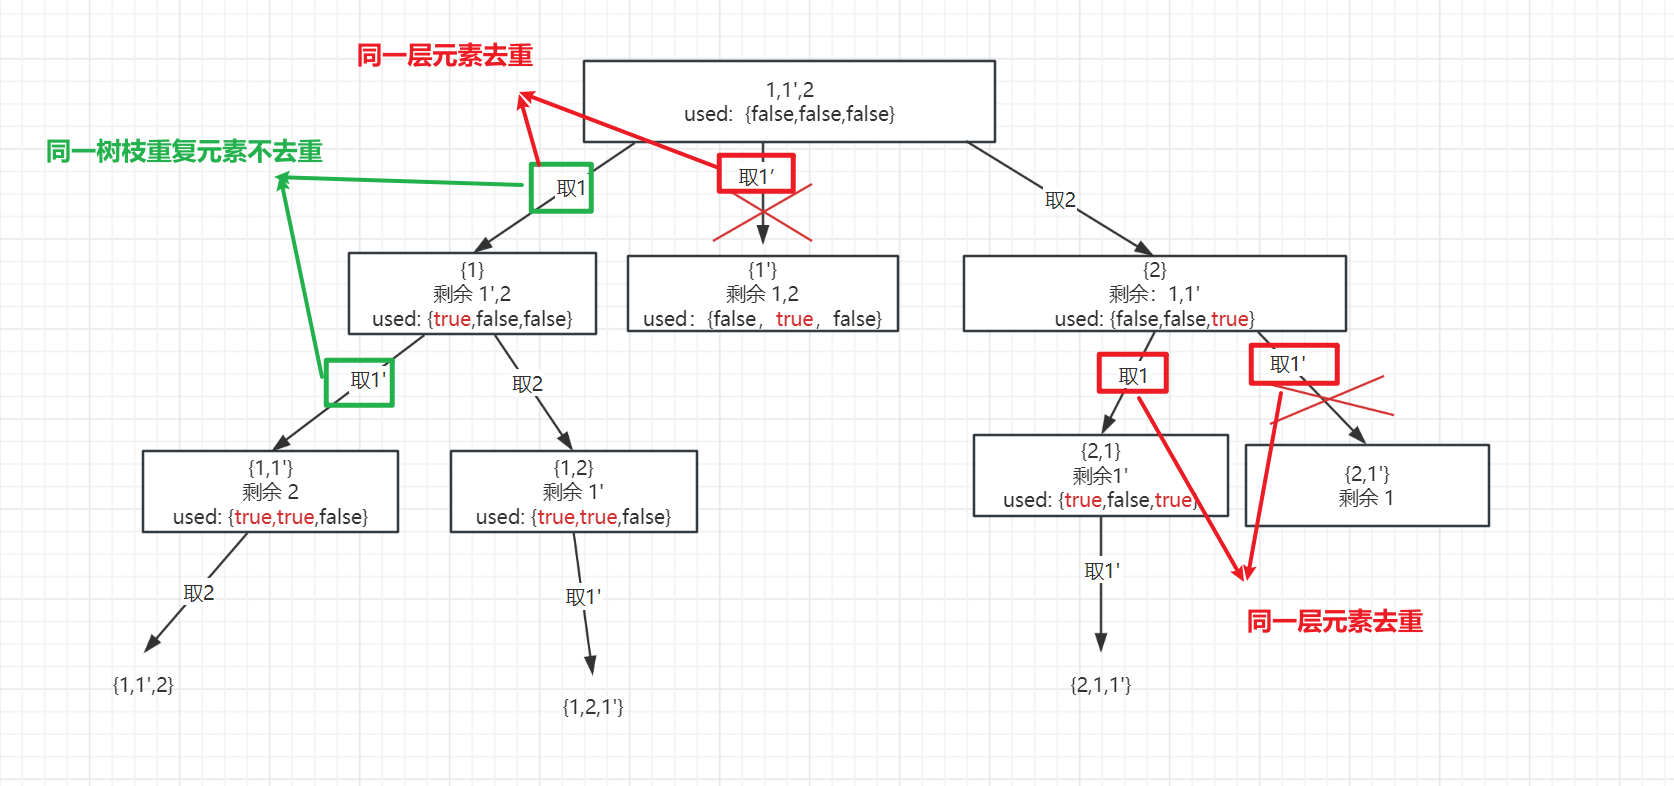 同一层元素去重
1,1',2
used: {false,false,false}
同一树枝重复元素不去重
取1
取1'
取2
{1}
剩余 1',2
used: {true,false,false}
{1'}
剩余 1,2
used: {false, true, false}
{2}
剩余: 1,1'
used: {false,false,true}
取1'
取2
取1
取1'
{1,1'}
剩余 2
used: {true,true,false}
{1,2}
剩余 1'
used: {true,true,false}
{2,1}
剩余1'
used: {true,false,true}
{2,1'}
剩余 1
取2
取1'
取1'
同一层元素去重
{1,1',2}
{1,2,1'}
{2,1,1'}